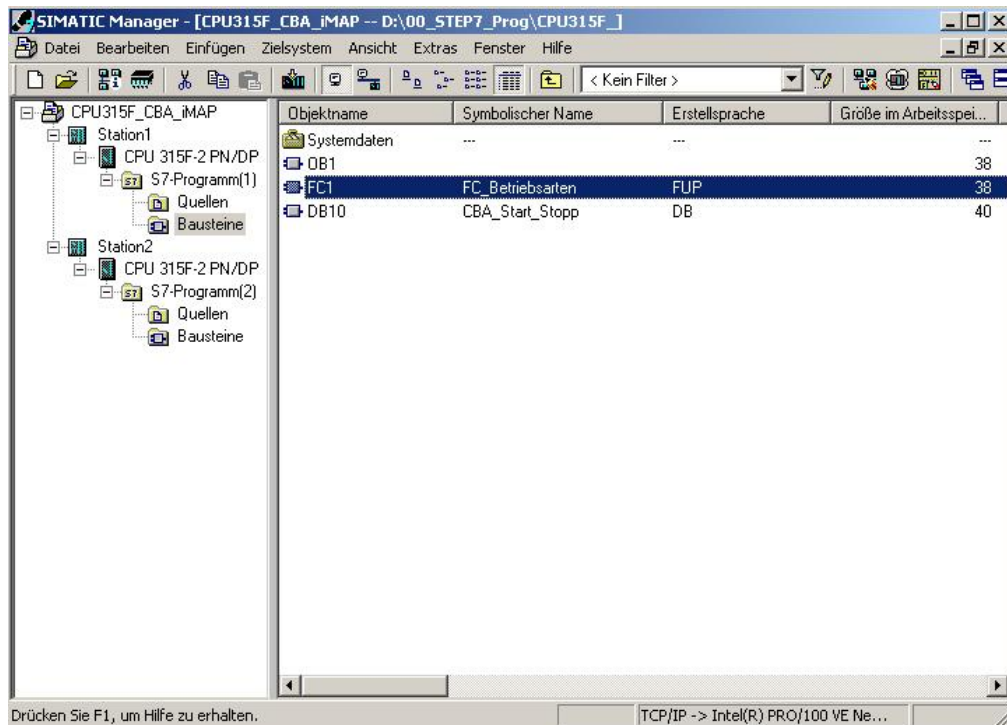 SIMATIC Manager - [CPU315F_CBA_iMAP -- D:\00_STEP7_Prog\CPU315F_]
Datei Bearbeiten Einfügen Zielsystem Ansicht Extras Fenster Hilfe
< Kein Filter >
CPU315F_CBA_iMAP
Station1
CPU 315F-2 PN/DP
S7-Programm(1)
Quellen
Bausteine
Station2
CPU 315F-2 PN/DP
S7-Programm(2)
Quellen
Bausteine
Objektname Symbolischer Name Erstellsprache Größe im Arbeitsspei...
Systemdaten --- --- ---
OB1 38
FC1 FC_Betriebsarten FUP 38
DB10 CBA_Start_Stopp DB 40
Drücken Sie F1, um Hilfe zu erhalten. TCP/IP -> Intel(R) PRO/100 VE Ne...